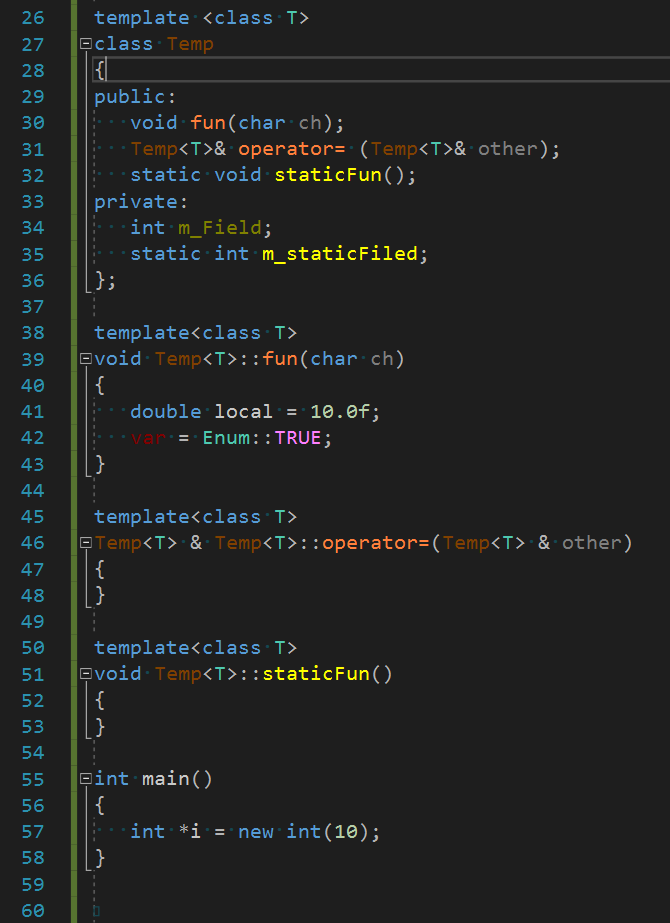 26 template <class T>
27 class Temp
28 {
29 public:
30    void fun(char ch);
31    Temp<T>& operator= (Temp<T>& other);
32    static void staticFun();
33 private:
34    int m_Field;
35    static int m_staticFiled;
36 };
37
38 template<class T>
39 void Temp<T>::fun(char ch)
40 {
41    double local = 10.0f;
42    var = Enum::TRUE;
43 }
44
45 template<class T>
46 Temp<T> & Temp<T>::operator=(Temp<T> & other)
47 {
48 }
49
50 template<class T>
51 void Temp<T>::staticFun()
52 {
53 }
54
55 int main()
56 {
57    int *i = new int(10);
58 }
59
60